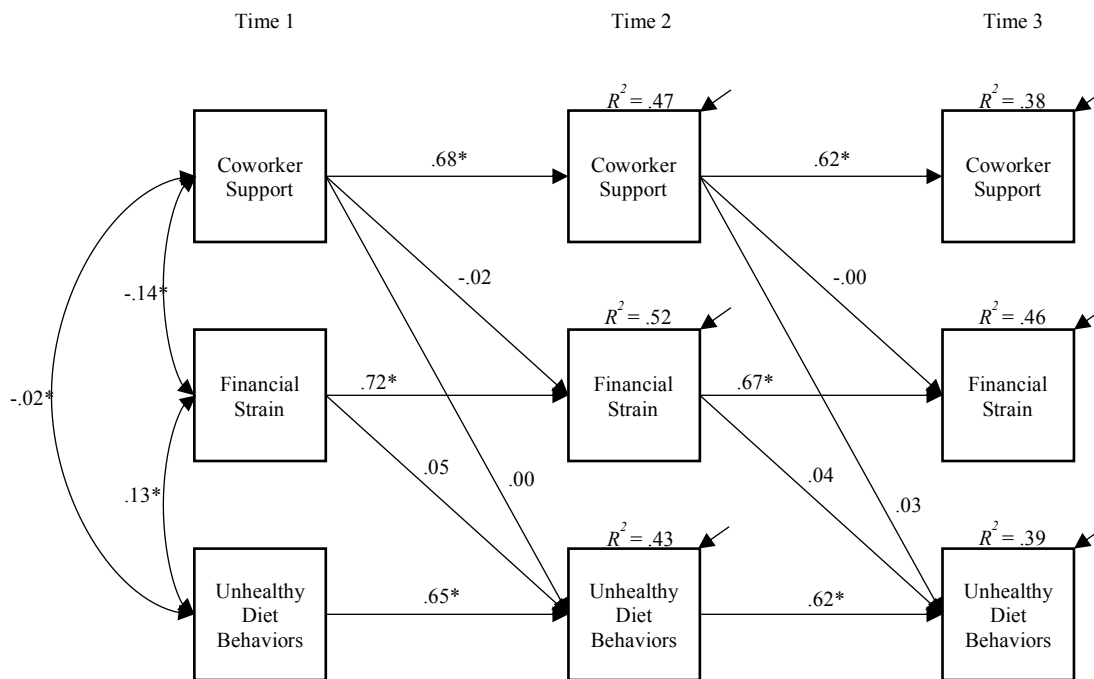 Time 1
Time 2
Time 3
R² = .47
R² = .38
Coworker
Support
.68*
Coworker
Support
.62*
Coworker
Support
-.14*
-.02
-.00
R² = .52
R² = .46
-.02*
Financial
Strain
.72*
Financial
Strain
.67*
Financial
Strain
.13*
.05
.00
.04
.03
R² = .43
R² = .39
Unhealthy
Diet
Behaviors
.65*
Unhealthy
Diet
Behaviors
.62*
Unhealthy
Diet
Behaviors